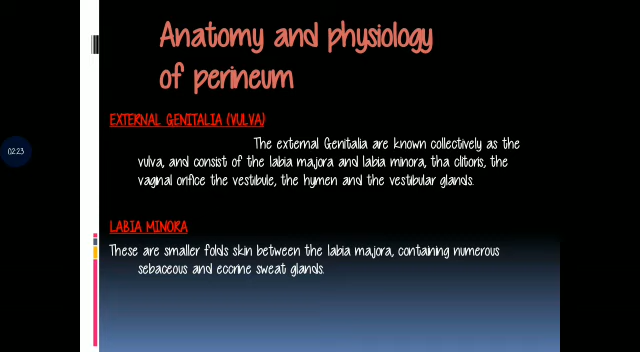 Anatomy and physiology
of perineum
EXTERNAL GENITALIA (VULVA)
The external Genitalia are known collectively as the
vulva, and consist of the labia majora and labia minora, tha clitoris, the
vaginal orifice the vestibule, the hymen and the vestibular glands.
02:23
LABIA MINORA
These are smaller folds skin between the labia majora, containing numerous
sebaceous and eccrine sweat glands.